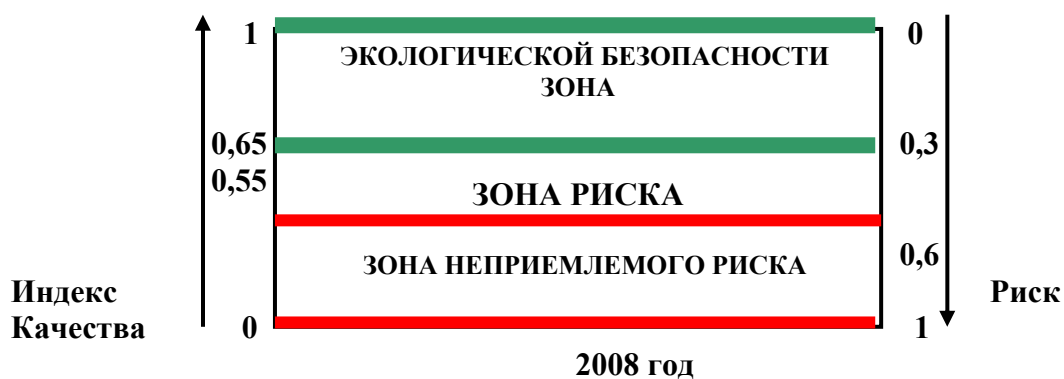 1
0
ЭКОЛОГИЧЕСКОЙ БЕЗОПАСНОСТИ
ЗОНА
0,65
0,3
0,55
ЗОНА РИСКА
0,6
ЗОНА НЕПРИЕМЛЕМОГО РИСКА
Индекс
Качества
Риск
0
1
2008 год